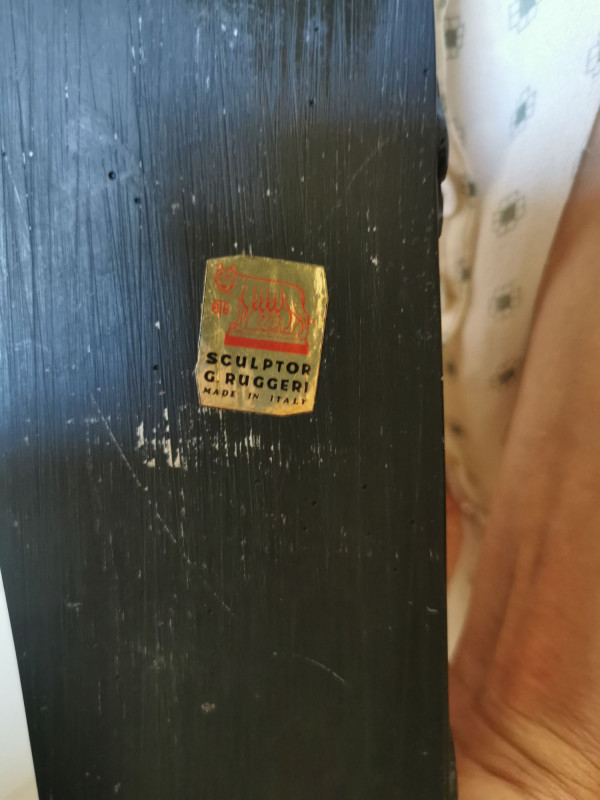 SCULPTOR
G. RUGGERI
MADE IN ITALY